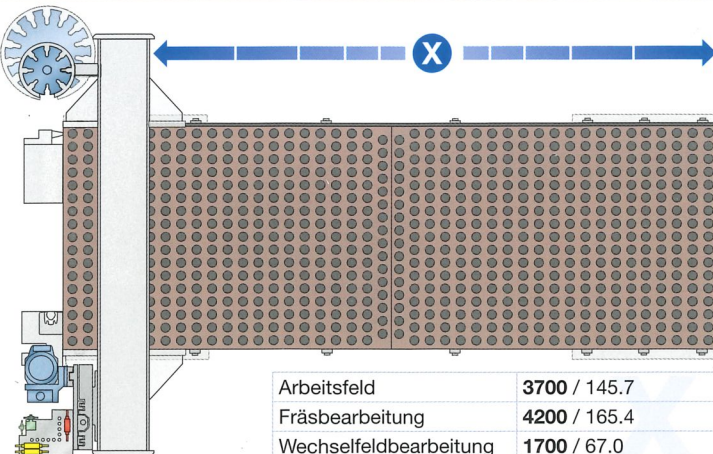 X
Arbeitsfeld 3700 / 145.7
Fräsbearbeitung 4200 / 165.4
Wechselfeldbearbeitung 1700 / 67.0